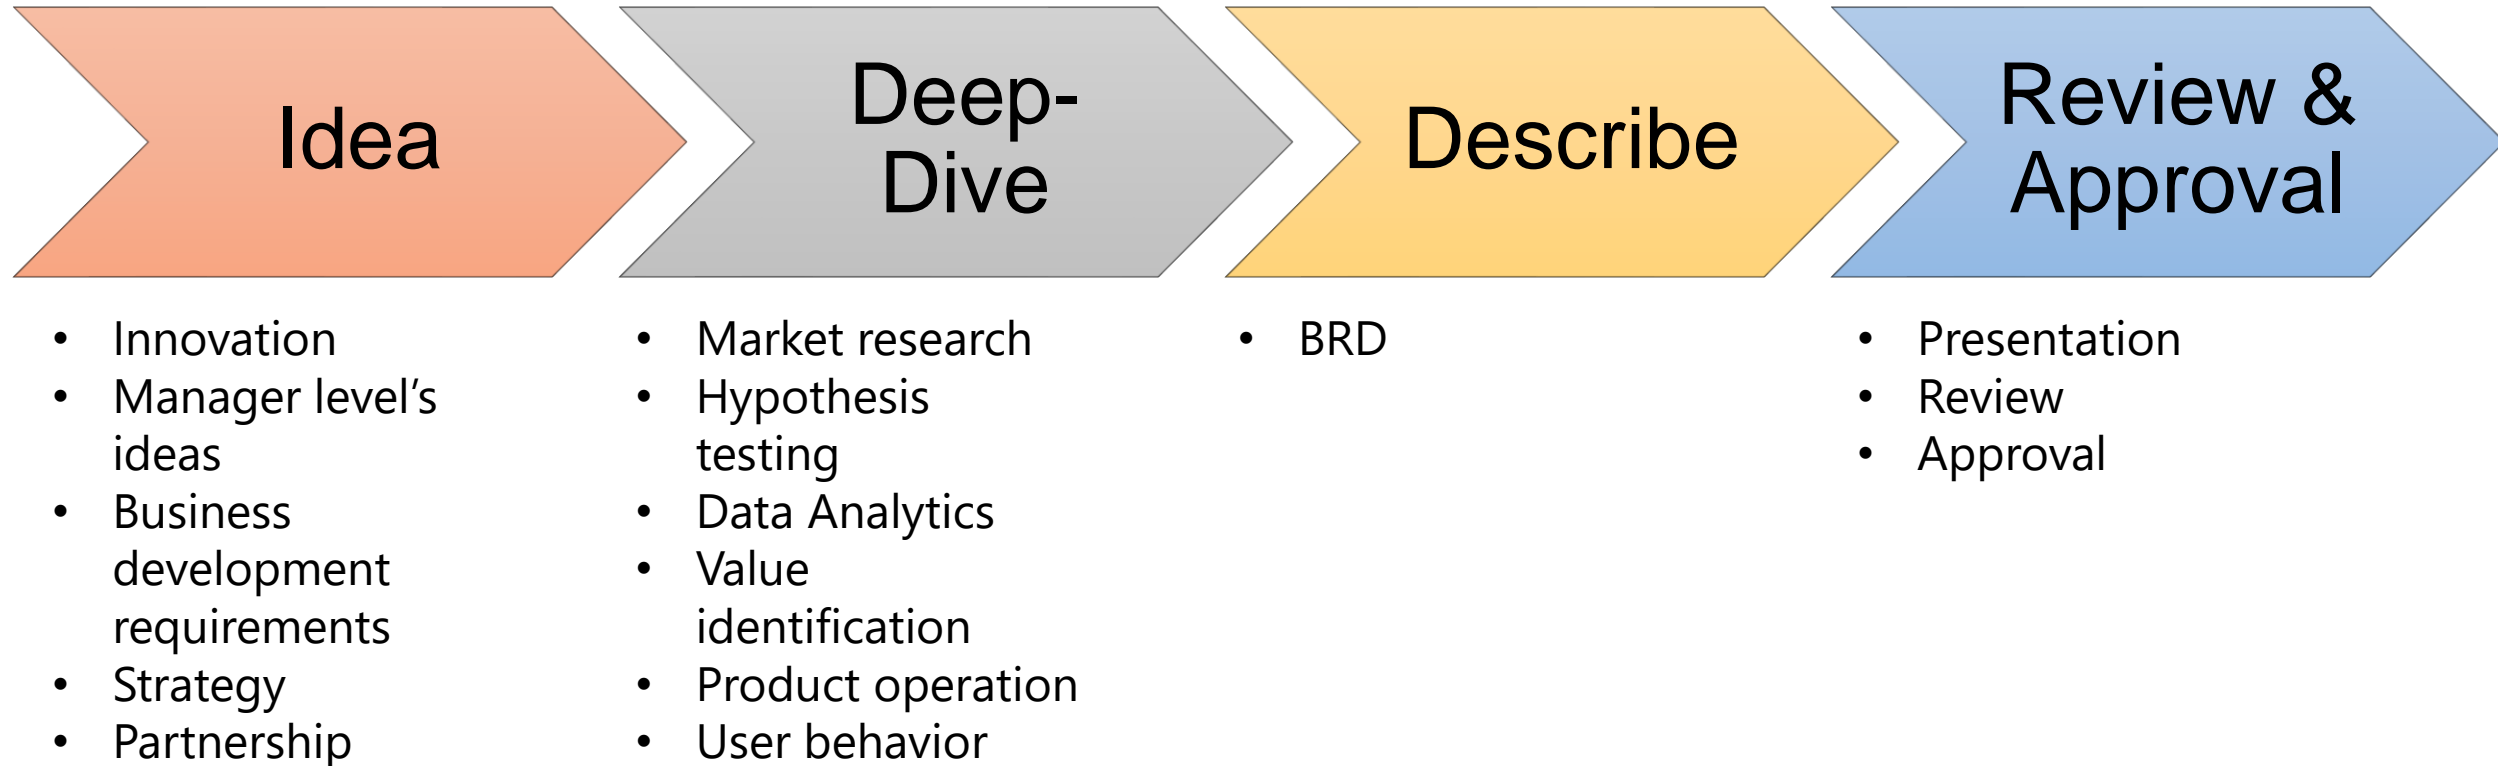 Idea
Deep-
Dive
Describe
Review &
Approval
• Innovation
• Manager level’s
ideas
• Business
development
requirements
• Strategy
• Partnership
• Market research
• Hypothesis
testing
• Data Analytics
• Value
identification
• Product operation
• User behavior
• BRD
• Presentation
• Review
• Approval